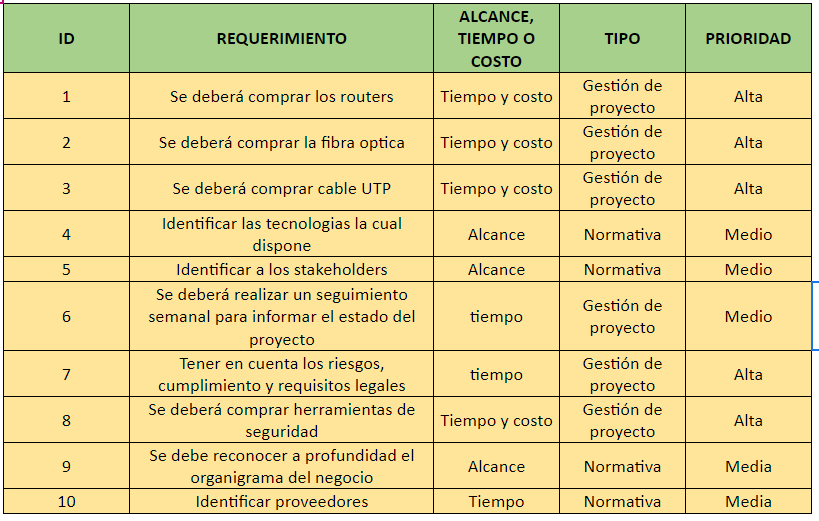 ID REQUERIMIENTO ALCANCE, TIEMPO O COSTO TIPO PRIORIDAD
1 Se deberá comprar los routers Tiempo y costo Gestión de proyecto Alta
2 Se deberá comprar la fibra optica Tiempo y costo Gestión de proyecto Alta
3 Se deberá comprar cable UTP Tiempo y costo Gestión de proyecto Alta
4 Identificar las tecnologias la cual dispone Alcance Normativa Medio
5 Identificar a los stakeholders Alcance Normativa Medio
6 Se deberá realizar un seguimiento semanal para informar el estado del proyecto tiempo Gestión de proyecto Medio
7 Tener en cuenta los riesgos, cumplimiento y requisitos legales tiempo Gestión de proyecto Alta
8 Se deberá comprar herramientas de seguridad Tiempo y costo Gestión de proyecto Alta
9 Se debe reconocer a profundidad el organigrama del negocio Alcance Normativa Media
10 Identificar proveedores Tiempo Normativa Media